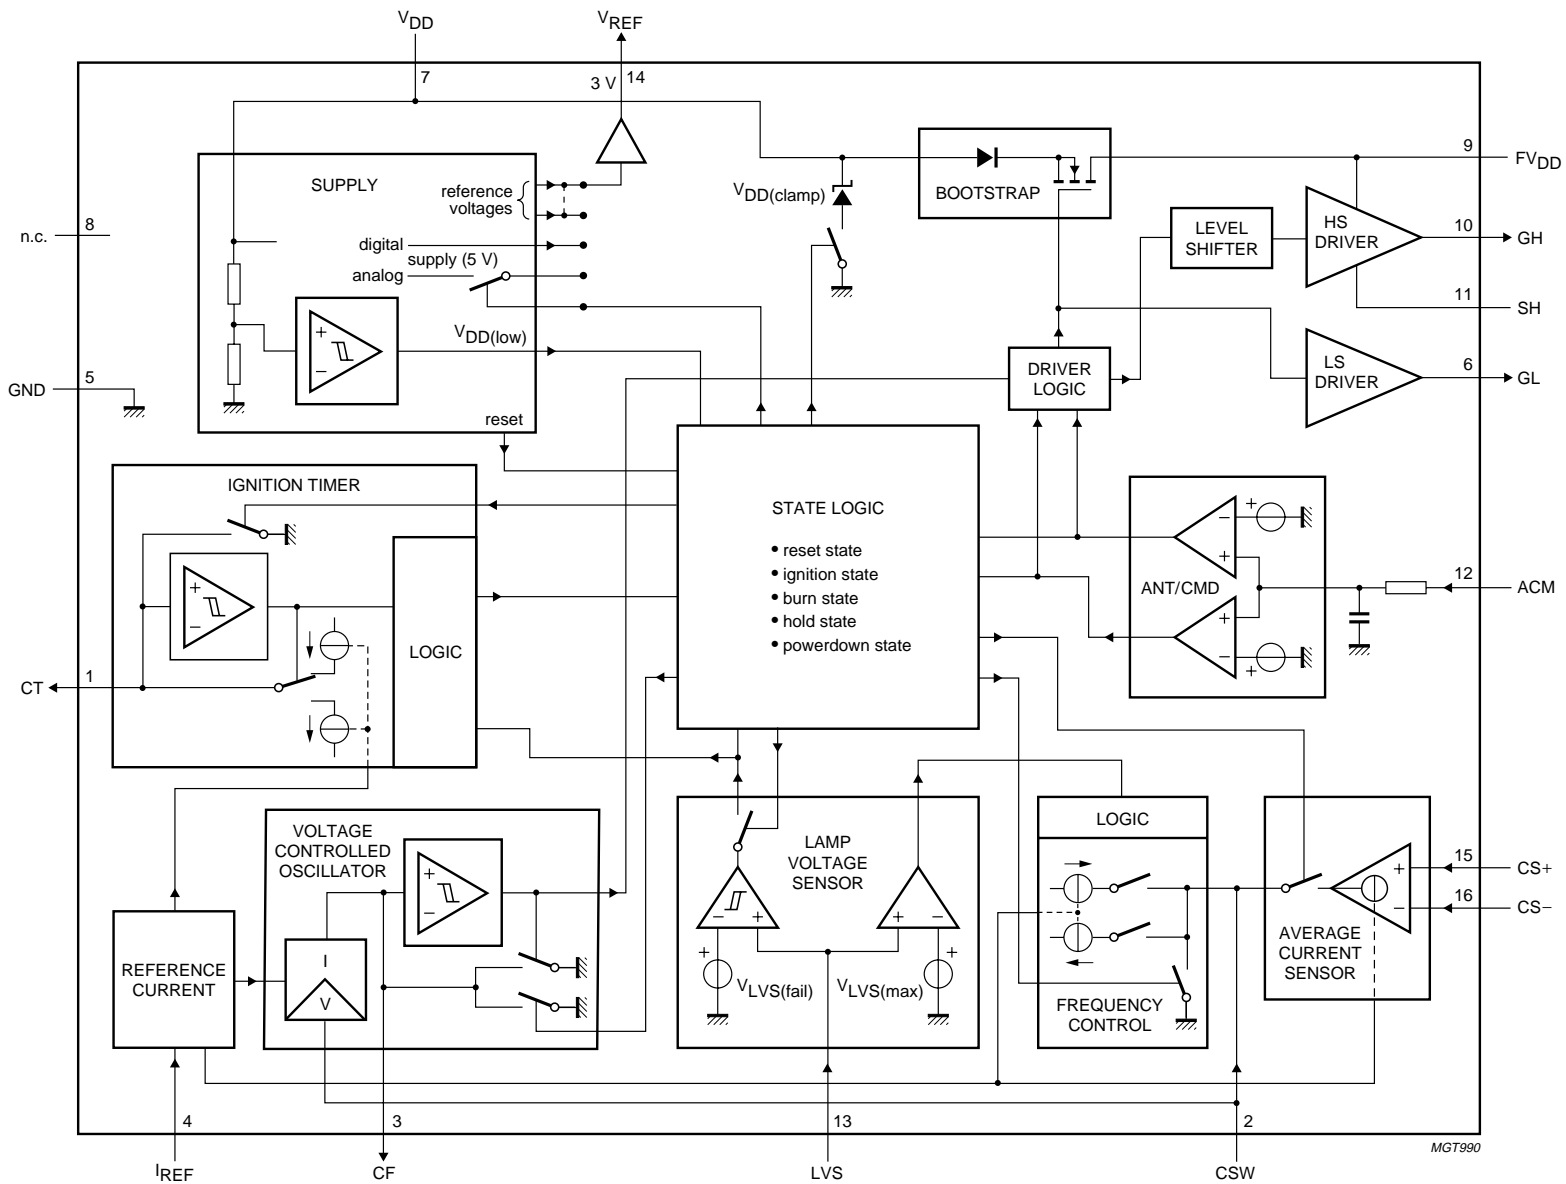 VDD
VREF
7
3 V
14
SUPPLY
reference
voltages
digital
supply (5 V)
analog
VDD(low)
reset
+
−
VDD(clamp)
BOOTSTRAP
9
FVDD
LEVEL
SHIFTER
HS
DRIVER
10
GH
11
SH
8
n.c.
5
GND
DRIVER
LOGIC
LS
DRIVER
6
GL
IGNITION TIMER
+
−
LOGIC
1
CT
STATE LOGIC
• reset state
• ignition state
• burn state
• hold state
• powerdown state
−
+
+
ANT/CMD
+
−
+
12
ACM
VOLTAGE
CONTROLLED
OSCILLATOR
+
−
I
V
REFERENCE
CURRENT
LAMP
VOLTAGE
SENSOR
−
+
+
−
+
+
VLVS(fail)
VLVS(max)
LOGIC
FREQUENCY
CONTROL
+
−
AVERAGE
CURRENT
SENSOR
15
CS+
16
CS−
4
3
13
2
IREF
CF
LVS
CSW
MGT990